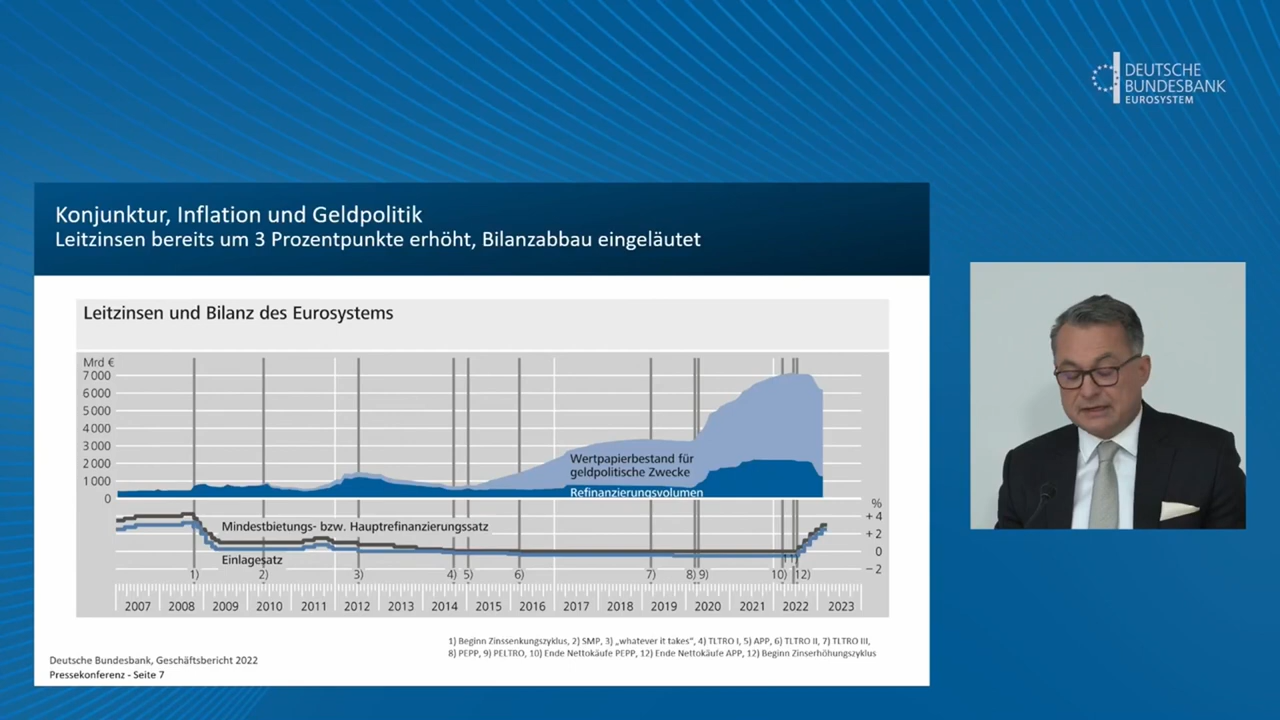 DEUTSCHE
BUNDESBANK
EUROSYSTEM
Konjunktur, Inflation und Geldpolitik
Leitzinsen bereits um 3 Prozentpunkte erhöht, Bilanzabbau eingeläutet
Leitzinsen und Bilanz des Eurosystems
Mrd €
7 000
6 000
5 000
4 000
3 000
2 000
1 000
0
Wertpapierbestand für
geldpolitische Zwecke
Refinanzierungsvolumen
%
+ 4
+ 2
0
− 2
Mindestbietungs- bzw. Hauptrefinanzierungssatz
Einlagesatz
1) 2) 3) 4) 5) 6) 7) 8) 9) 10) 11) 12)
2007 2008 2009 2010 2011 2012 2013 2014 2015 2016 2017 2018 2019 2020 2021 2022 2023
1) Beginn Zinssenkungszyklus, 2) SMP, 3) „whatever it takes“, 4) TLTRO I, 5) APP, 6) TLTRO II, 7) TLTRO III,
8) PEPP, 9) PELTRO, 10) Ende Nettokäufe PEPP, 12) Ende Nettokäufe APP, 12) Beginn Zinserhöhungszyklus
Deutsche Bundesbank, Geschäftsbericht 2022
Pressekonferenz - Seite 7